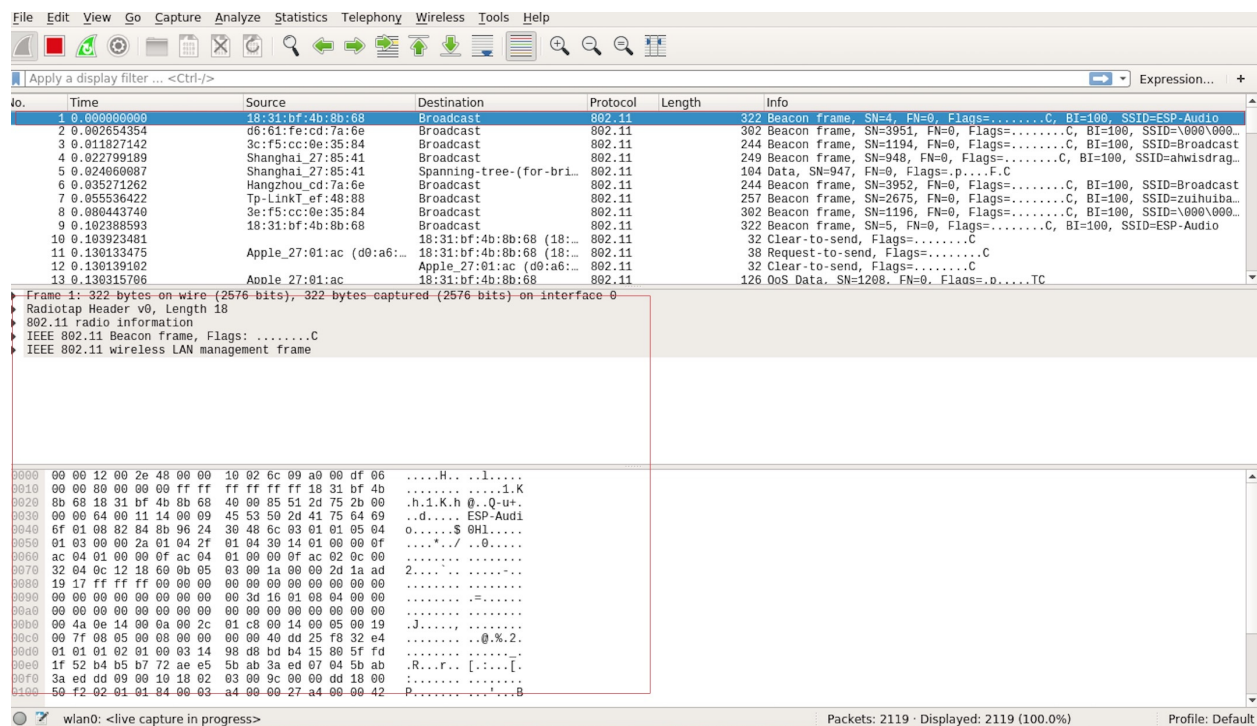 File Edit View Go Capture Analyze Statistics Telephony Wireless Tools Help
Apply a display filter ... <Ctrl-/>
Expression... +
No. Time Source Destination Protocol Length Info
1 0.000000000 18:31:bf:4b:8b:68 Broadcast 802.11 322 Beacon frame, SN=4, FN=0, Flags=........C, BI=100, SSID=ESP-Audio
2 0.002654354 d6:61:fe:cd:7a:6e Broadcast 802.11 302 Beacon frame, SN=3951, FN=0, Flags=........C, BI=100, SSID=\000\000…
3 0.011827142 3c:f5:cc:0e:35:84 Broadcast 802.11 244 Beacon frame, SN=1194, FN=0, Flags=........C, BI=100, SSID=Broadcast
4 0.022799189 Shanghai_27:85:41 Broadcast 802.11 249 Beacon frame, SN=948, FN=0, Flags=........C, BI=100, SSID=ahwisdrag…
5 0.024060087 Shanghai_27:85:41 Spanning-tree-(for-bri… 802.11 104 Data, SN=947, FN=0, Flags=.p....F.C
6 0.035271262 Hangzhou_cd:7a:6e Broadcast 802.11 244 Beacon frame, SN=3952, FN=0, Flags=........C, BI=100, SSID=Broadcast
7 0.055536422 Tp-LinkT_ef:48:88 Broadcast 802.11 257 Beacon frame, SN=2675, FN=0, Flags=........C, BI=100, SSID=zuihuiba…
8 0.080443740 3e:f5:cc:0e:35:84 Broadcast 802.11 302 Beacon frame, SN=1196, FN=0, Flags=........C, BI=100, SSID=\000\000…
9 0.102388593 18:31:bf:4b:8b:68 Broadcast 802.11 322 Beacon frame, SN=5, FN=0, Flags=........C, BI=100, SSID=ESP-Audio
10 0.103923481 18:31:bf:4b:8b:68 (18:… 802.11 32 Clear-to-send, Flags=........C
11 0.130133475 Apple_27:01:ac (d0:a6:… 18:31:bf:4b:8b:68 (18:… 802.11 38 Request-to-send, Flags=........C
12 0.130139102 Apple_27:01:ac (d0:a6:… 802.11 32 Clear-to-send, Flags=........C
13 0.130315706 Apple_27:01:ac 18:31:bf:4b:8b:68 802.11 126 QoS Data, SN=1208, FN=0, Flags=.p.....TC
Frame 1: 322 bytes on wire (2576 bits), 322 bytes captured (2576 bits) on interface 0
Radiotap Header v0, Length 18
802.11 radio information
IEEE 802.11 Beacon frame, Flags: ........C
IEEE 802.11 wireless LAN management frame
0000 00 00 12 00 2e 48 00 00 10 02 6c 09 a0 00 df 06 .....H.. ..l.....
0010 00 00 80 00 00 00 ff ff ff ff ff ff 18 31 bf 4b ........ .....1.K
0020 8b 68 18 31 bf 4b 8b 68 40 00 85 51 2d 75 2b 00 .h.1.K.h @..Q-u+.
0030 00 00 64 00 11 14 00 09 45 53 50 2d 41 75 64 69 ..d..... ESP-Audi
0040 6f 01 08 82 84 8b 96 24 30 48 6c 03 01 01 05 04 o......$ 0Hl.....
0050 01 03 00 00 2a 01 04 2f 01 04 30 14 01 00 00 0f ....*../ ..0.....
0060 ac 04 01 00 00 0f ac 04 01 00 00 0f ac 02 0c 00 ........ ........
0070 32 04 0c 12 18 60 0b 05 03 00 1a 00 00 2d 1a ad 2....`.. .....-..
0080 19 17 ff ff ff 00 00 00 00 00 00 00 00 00 00 00 ........ ........
0090 00 00 00 00 00 00 00 00 00 3d 16 01 08 04 00 00 ........ .=......
00a0 00 00 00 00 00 00 00 00 00 00 00 00 00 00 00 00 ........ ........
00b0 00 4a 0e 14 00 0a 00 2c 01 c8 00 14 00 05 00 19 .J....., ........
00c0 00 7f 08 05 00 08 00 00 00 00 40 dd 25 f8 32 e4 ........ ..@.%.2.
00d0 01 01 01 02 01 00 03 14 98 d8 bd b4 15 80 5f fd ........ ......_.
00e0 1f 52 b4 b5 b7 72 ae e5 5b ab 3a ed 07 04 5b ab .R...r.. [.:...[.
00f0 3a ed dd 09 00 10 18 02 03 00 9c 00 00 dd 18 00 :....... ........
0100 50 f2 02 01 01 84 00 03 a4 00 00 27 a4 00 00 42 P....... ...'...B
wlan0: <live capture in progress> Packets: 2119 · Displayed: 2119 (100.0%) Profile: Default